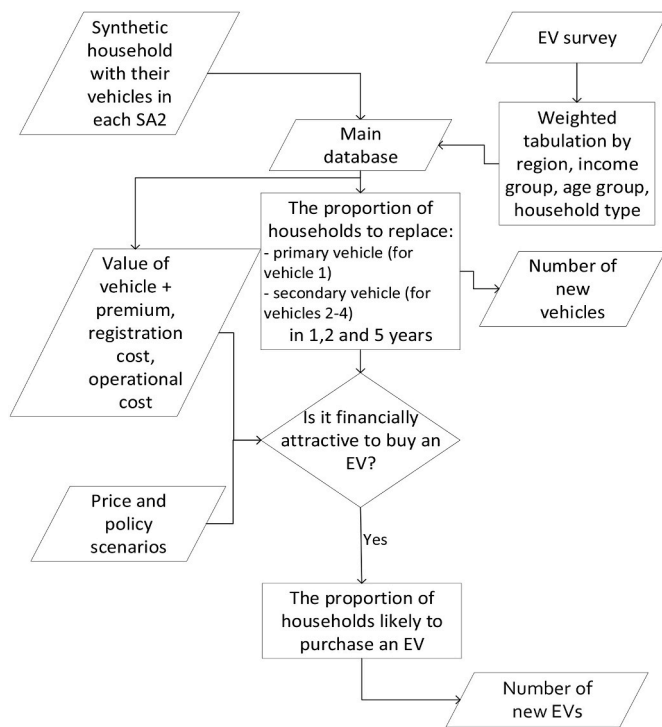 Synthetic
household
with their
vehicles in
each SA2
EV survey
Weighted
tabulation by
region, income
group, age group,
household type
Main
database
The proportion of
households to replace:
- primary vehicle (for
vehicle 1)
- secondary vehicle (for
vehicles 2-4)
in 1,2 and 5 years
Value of
vehicle +
premium,
registration
cost,
operational
cost
Number of
new
vehicles
Is it financially
attractive to buy an
EV?
Price and
policy
scenarios
Yes
The proportion of
households likely to
purchase an EV
Number of
new EVs